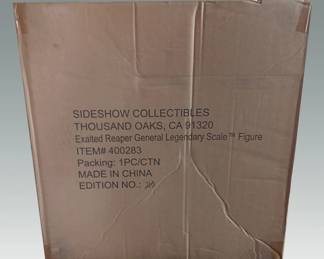 SIDESHOW COLLECTIBLES
THOUSAND OAKS, CA 91320
Exalted Reaper General Legendary Scale™ Figure
ITEM# 400283
Packing: 1PC/CTN
MADE IN CHINA
EDITION NO.: